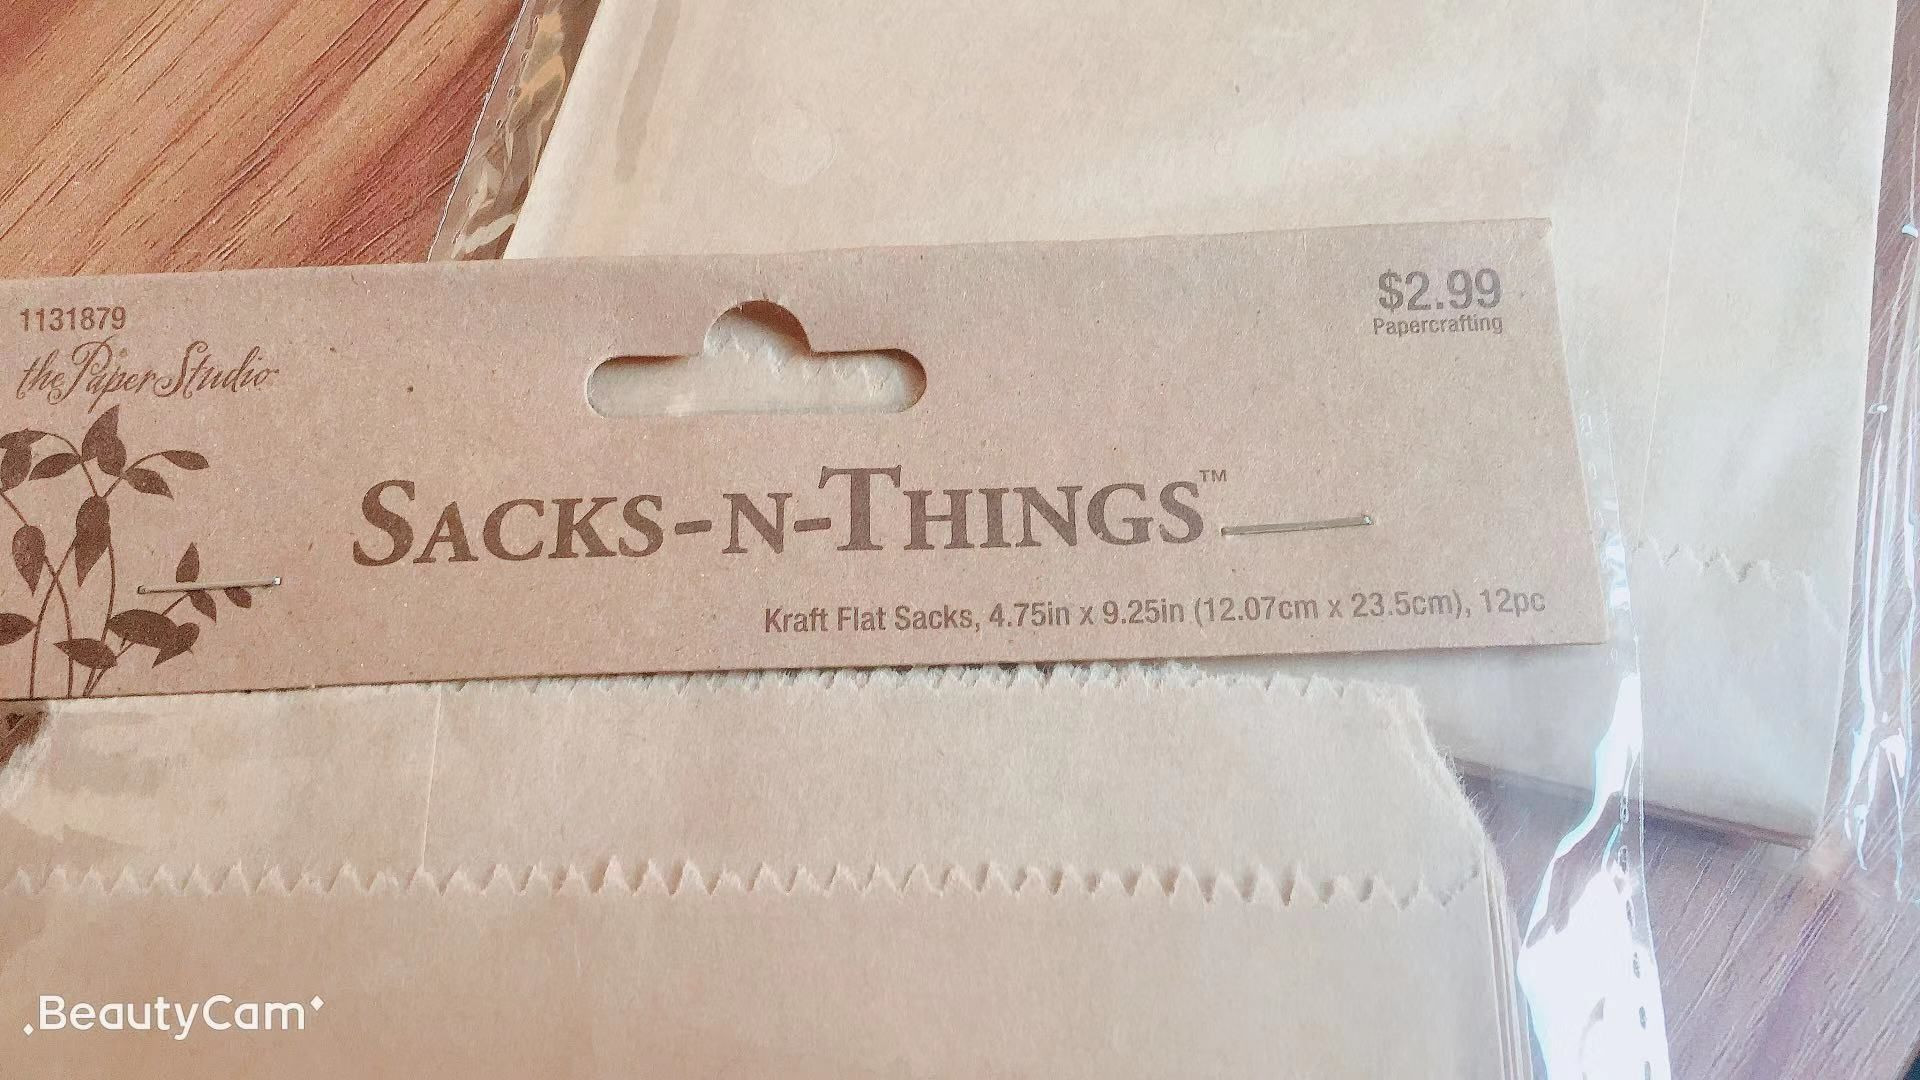 1131879
the Paper Studio
$2.99
Papercrafting
SACKS-N-THINGS™
Kraft Flat Sacks, 4.75in x 9.25in (12.07cm x 23.5cm), 12pc
BeautyCam